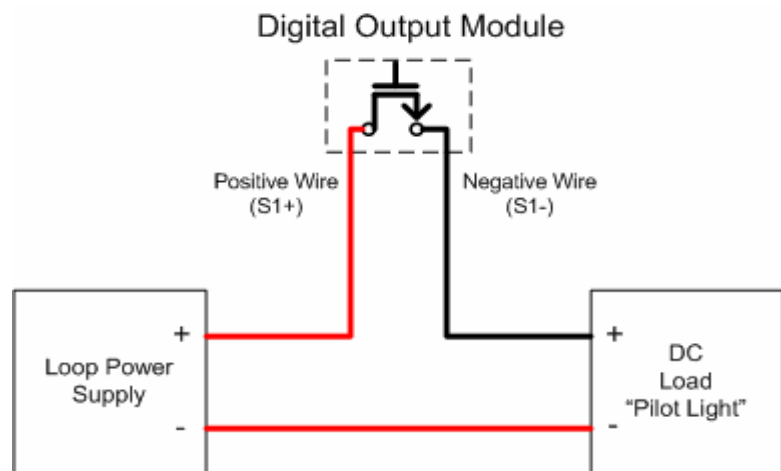 Digital Output Module
Positive Wire
(S1+)
Negative Wire
(S1-)
+
Loop Power
Supply
-
+
DC
Load
“Pilot Light”
-